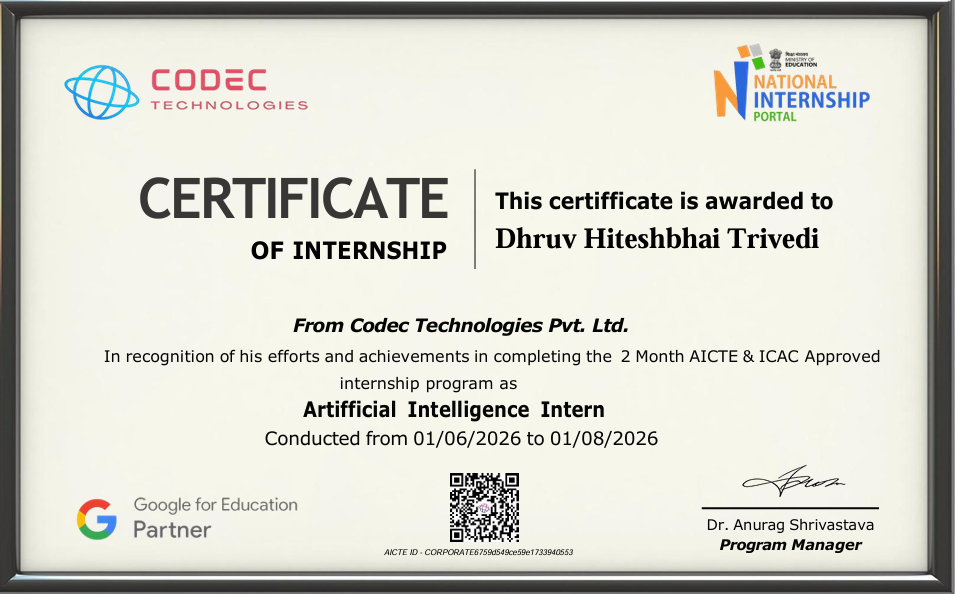 CODEC
TECHNOLOGIES
MINISTRY OF
EDUCATION
NATIONAL
INTERNSHIP
PORTAL
CERTIFICATE
OF INTERNSHIP
This certifficate is awarded to
Dhruv Hiteshbhai Trivedi
From Codec Technologies Pvt. Ltd.
In recognition of his efforts and achievements in completing the 2 Month AICTE & ICAC Approved
internship program as
Artifficial Intelligence Intern
Conducted from 01/06/2026 to 01/08/2026
Google for Education
Partner
AICTE ID - CORPORATE6759d549ce59e1733940553
Dr. Anurag Shrivastava
Program Manager